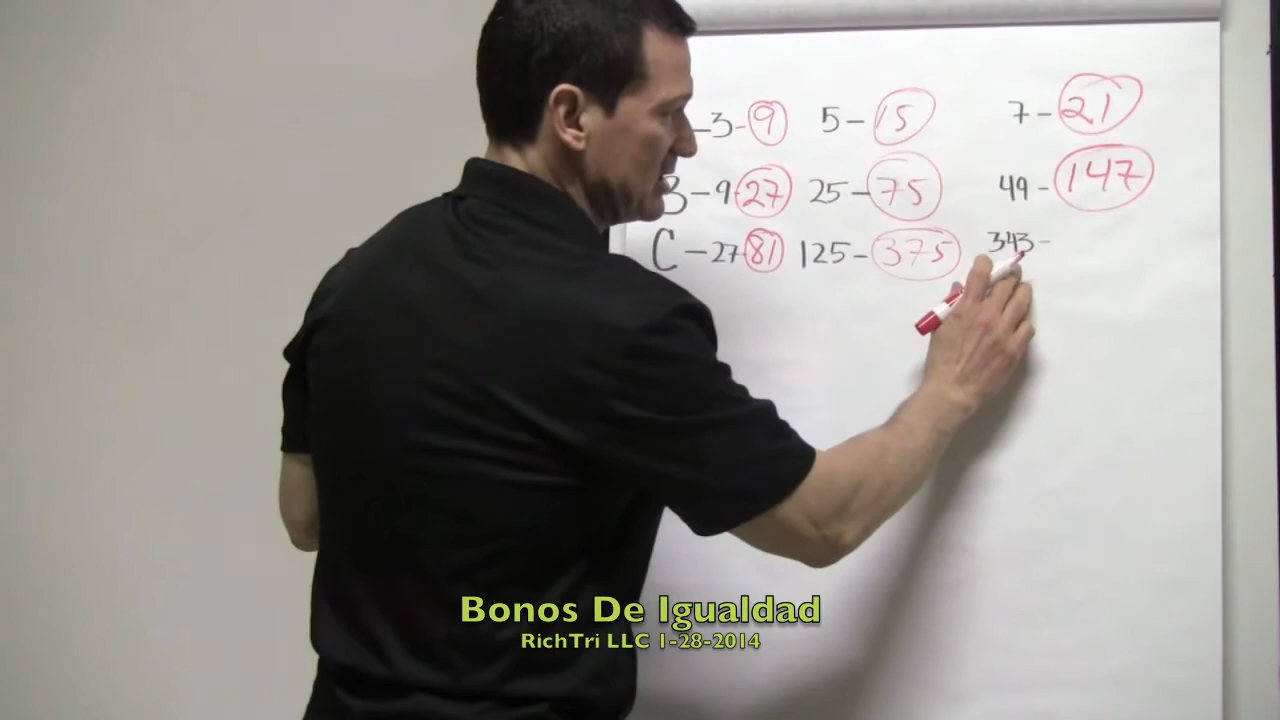 –3-9 5–15 7-21
B–9-27 25–75 49-147
C–27-81 125–375 343-
Bonos De Igualdad
RichTri LLC 1-28-2014